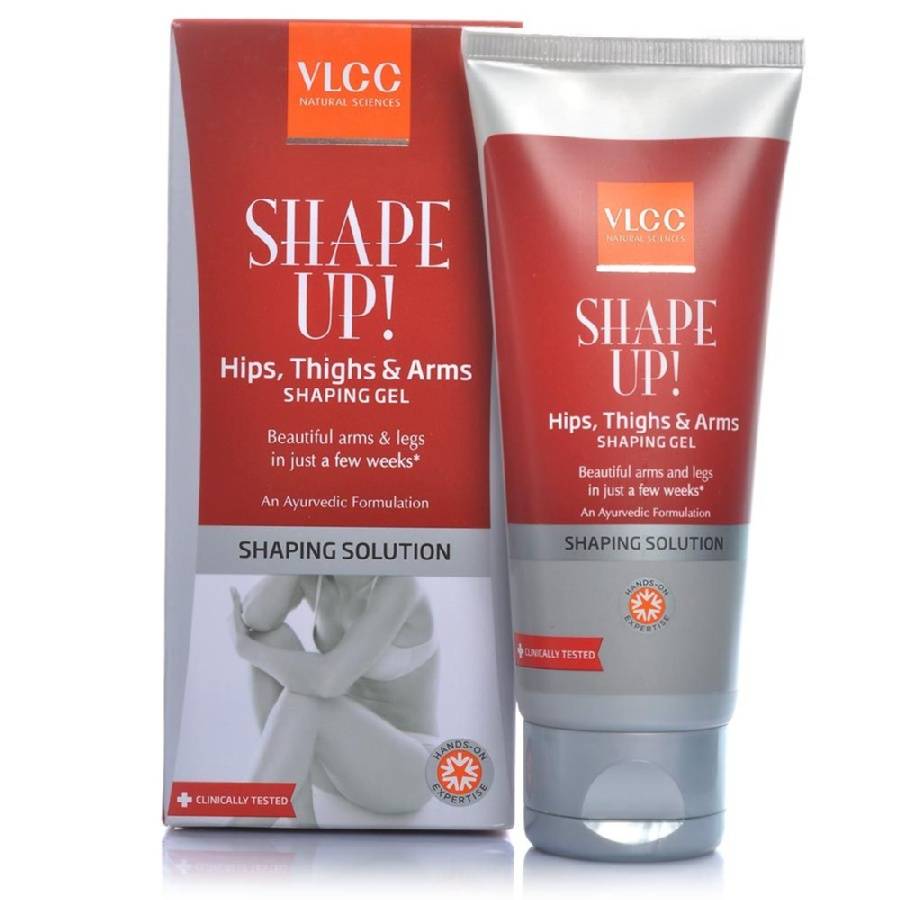 VLCC
NATURAL SCIENCES
SHAPE
UP!
Hips, Thighs & Arms
SHAPING GEL
Beautiful arms & legs
in just a few weeks*
An Ayurvedic Formulation
SHAPING SOLUTION
HANDS-ON
EXPERTISE
CLINICALLY TESTED
VLCC
NATURAL SCIENCES
SHAPE
UP!
Hips, Thighs & Arms
SHAPING GEL
Beautiful arms and legs
in just a few weeks*
An Ayurvedic Formulation
SHAPING SOLUTION
HANDS-ON
EXPERTISE
CLINICALLY TESTED